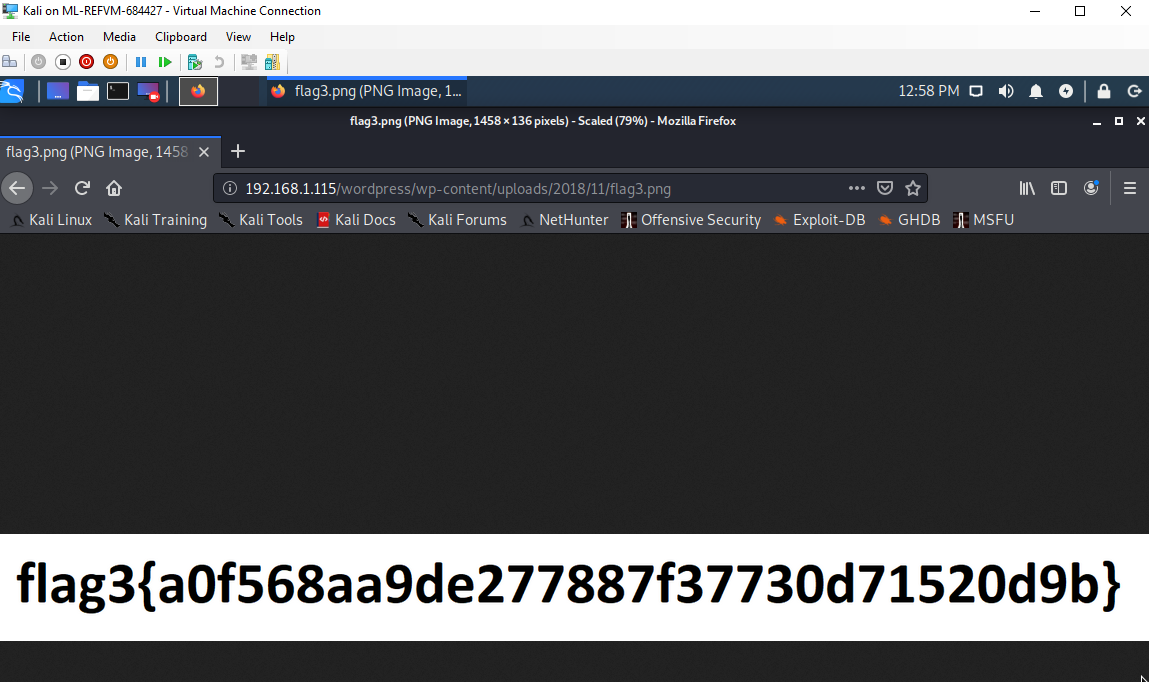 Kali on ML-REFVM-684427 - Virtual Machine Connection
File Action Media Clipboard View Help
flag3.png (PNG Image, 1... 12:58 PM
flag3.png (PNG Image, 1458 × 136 pixels) - Scaled (79%) - Mozilla Firefox
flag3.png (PNG Image, 1458
192.168.1.115/wordpress/wp-content/uploads/2018/11/flag3.png
Kali Linux Kali Training Kali Tools Kali Docs Kali Forums NetHunter Offensive Security Exploit-DB GHDB MSFU
flag3{a0f568aa9de277887f37730d71520d9b}